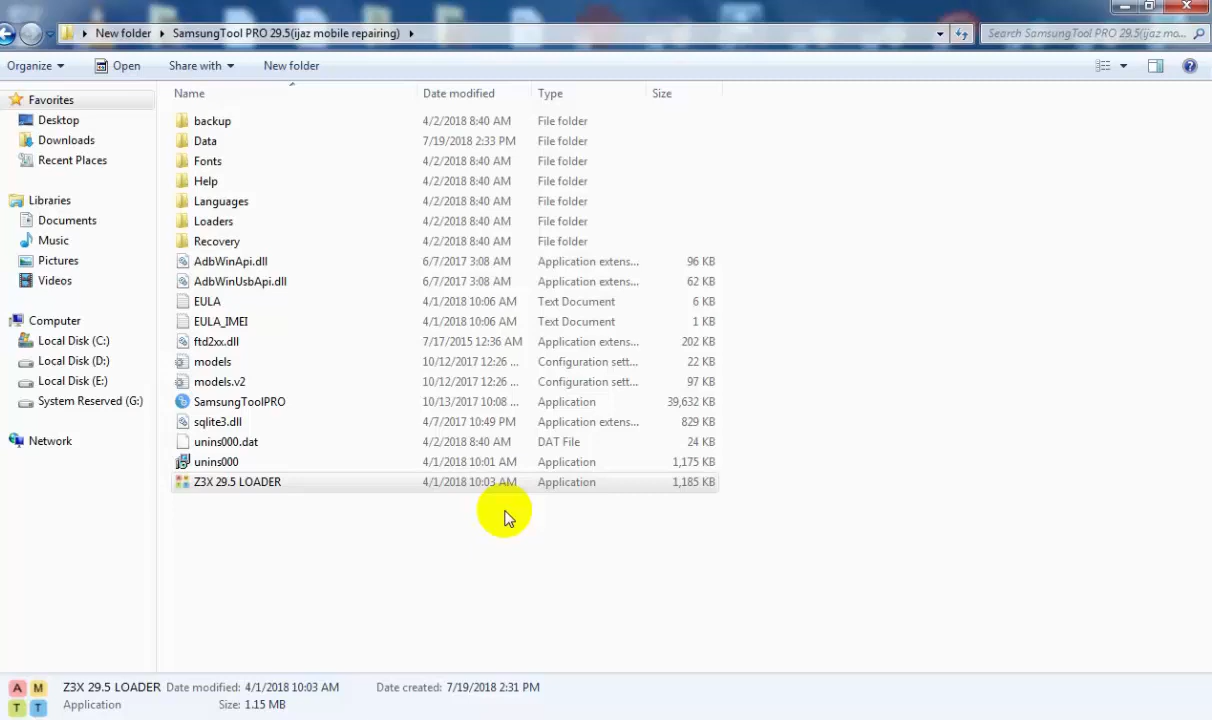 New folder ▸ SamsungTool PRO 29.5(ijaz mobile repairing) ▸ Search SamsungTool PRO 29.5(ijaz mo...
Organize Open Share with New folder
Name Date modified Type Size
Favorites
Desktop
Downloads
Recent Places
Libraries
Documents
Music
Pictures
Videos
Computer
Local Disk (C:)
Local Disk (D:)
Local Disk (E:)
System Reserved (G:)
Network
backup 4/2/2018 8:40 AM File folder
Data 7/19/2018 2:33 PM File folder
Fonts 4/2/2018 8:40 AM File folder
Help 4/2/2018 8:40 AM File folder
Languages 4/2/2018 8:40 AM File folder
Loaders 4/2/2018 8:40 AM File folder
Recovery 4/2/2018 8:40 AM File folder
AdbWinApi.dll 6/7/2017 3:08 AM Application extens... 96 KB
AdbWinUsbApi.dll 6/7/2017 3:08 AM Application extens... 62 KB
EULA 4/1/2018 10:06 AM Text Document 6 KB
EULA_IMEI 4/1/2018 10:06 AM Text Document 1 KB
ftd2xx.dll 7/17/2015 12:36 AM Application extens... 202 KB
models 10/12/2017 12:26 ... Configuration sett... 22 KB
models.v2 10/12/2017 12:26 ... Configuration sett... 97 KB
SamsungToolPRO 10/13/2017 10:08 ... Application 39,632 KB
sqlite3.dll 4/7/2017 10:49 PM Application extens... 829 KB
unins000.dat 4/2/2018 8:40 AM DAT File 24 KB
unins000 4/1/2018 10:01 AM Application 1,175 KB
Z3X 29.5 LOADER 4/1/2018 10:03 AM Application 1,185 KB
A M
T T
Z3X 29.5 LOADER Date modified: 4/1/2018 10:03 AM Date created: 7/19/2018 2:31 PM
Application Size: 1.15 MB